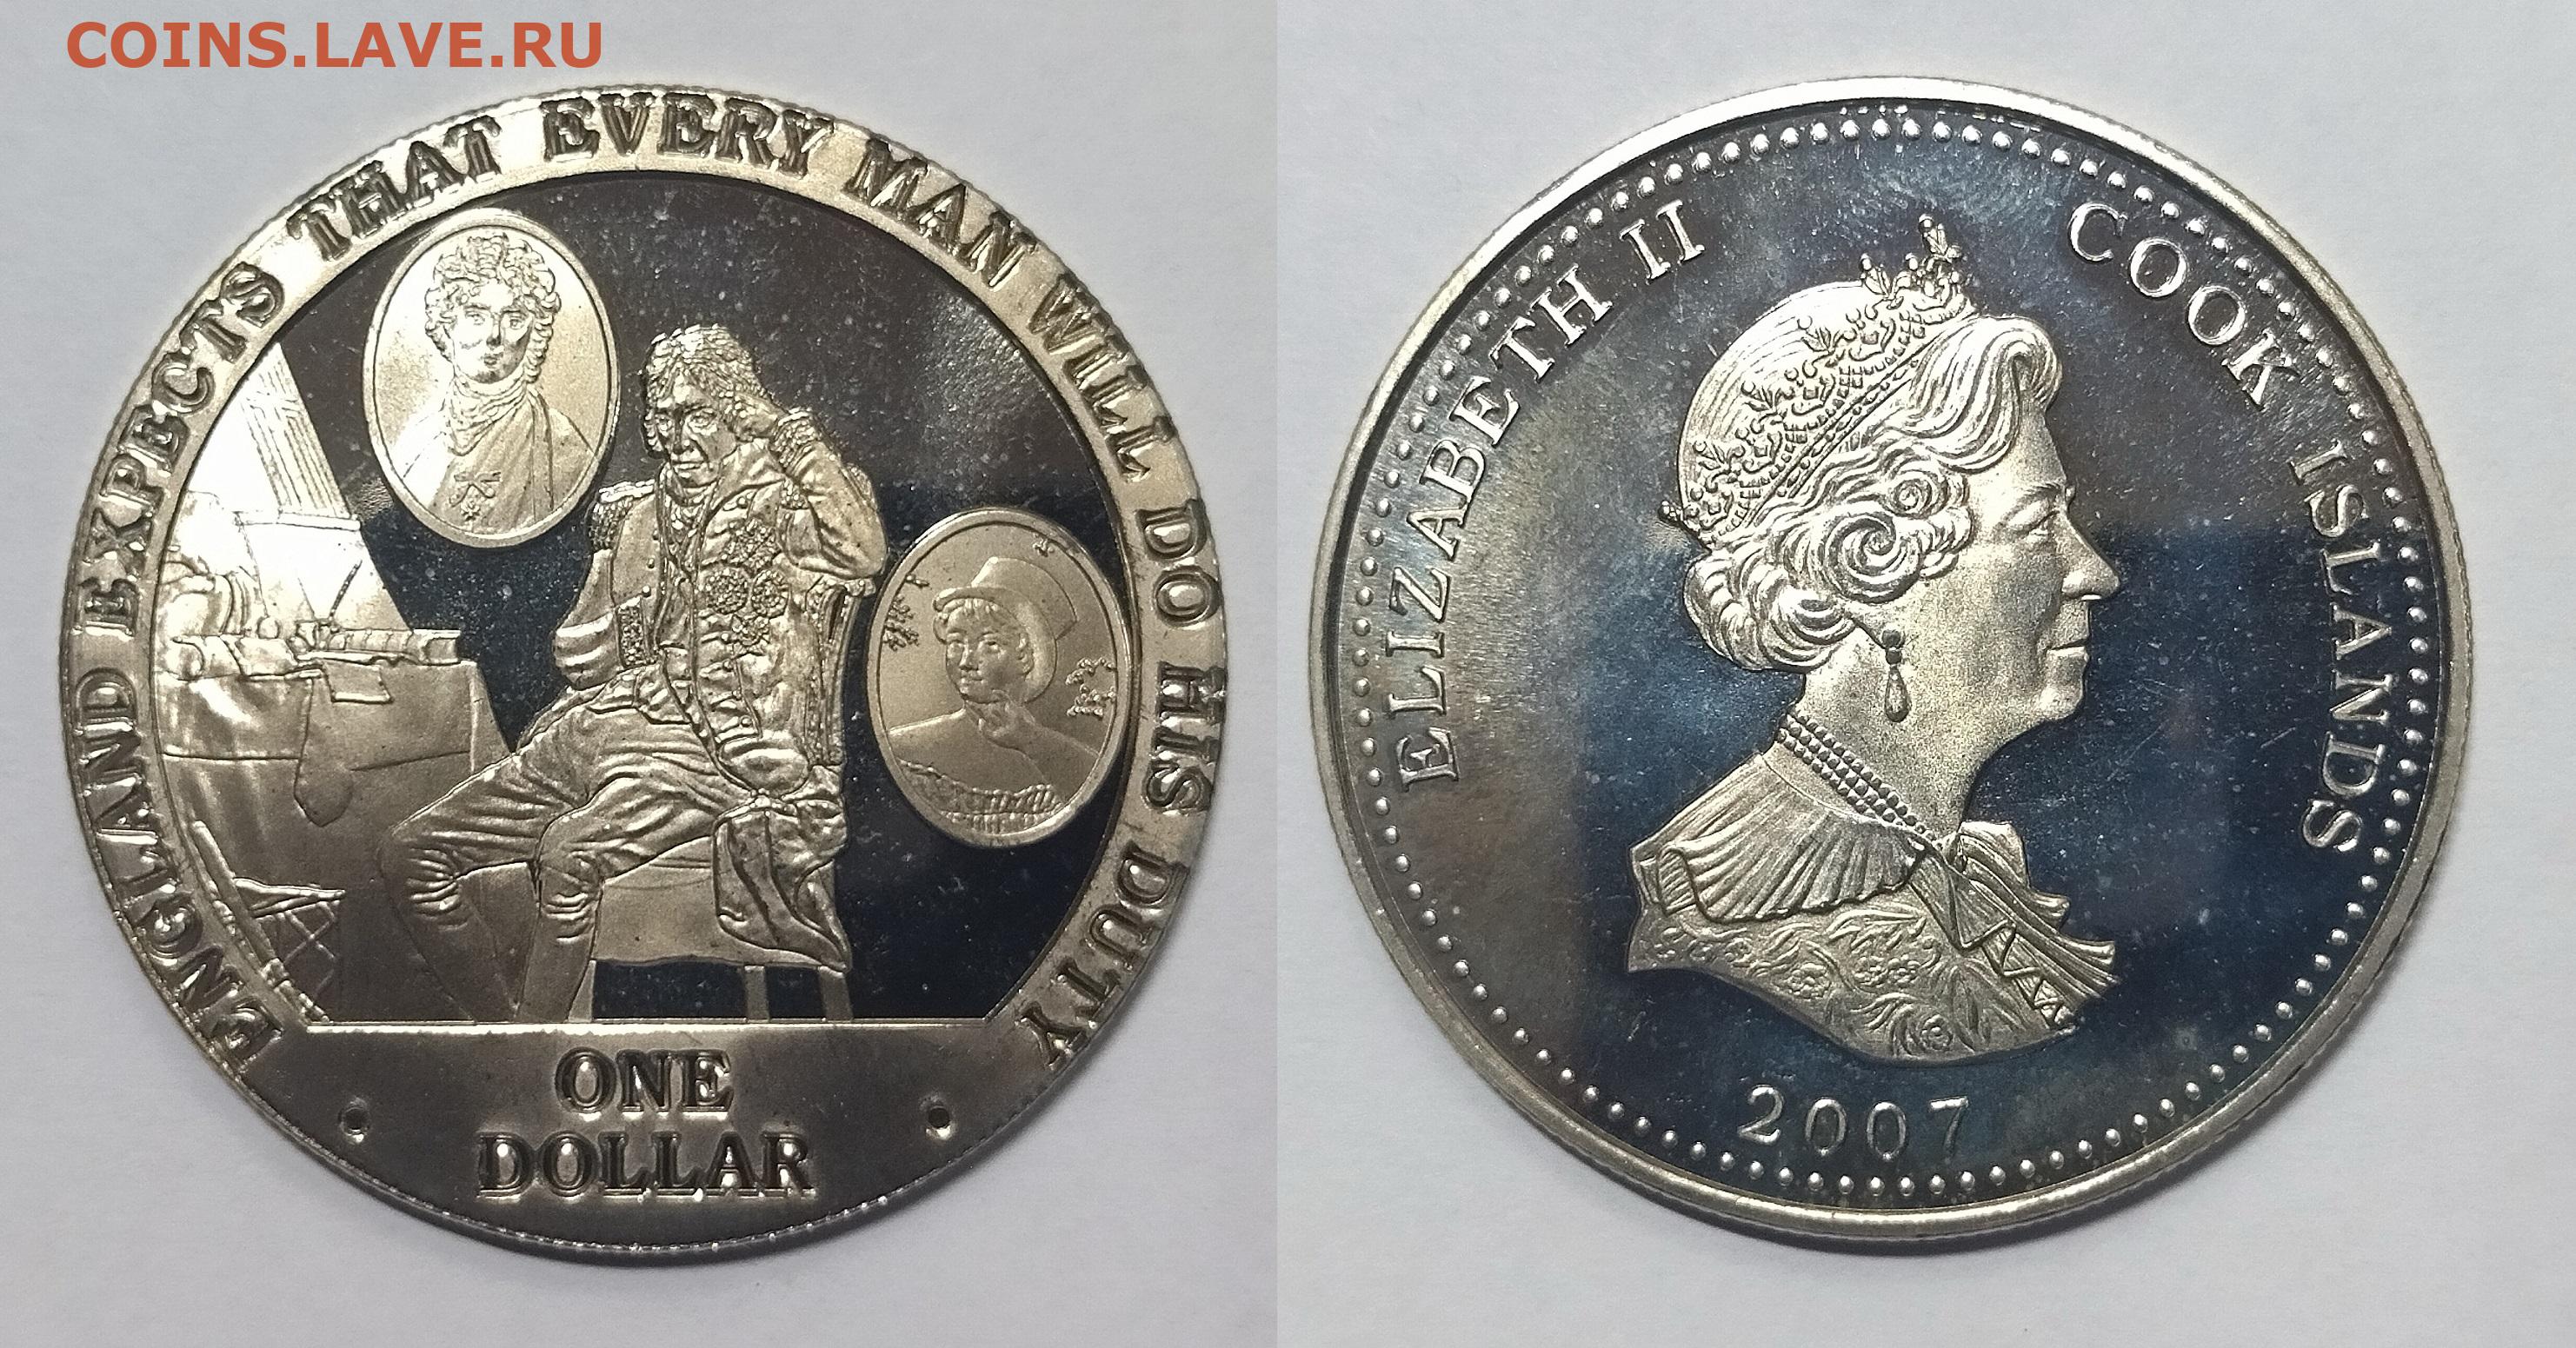 COINS.LAVE.RU
ENGLAND EXPECTS THAT EVERY MAN WILL DO HIS DUTY
ONE
DOLLAR
ELIZABETH II COOK ISLANDS
2007